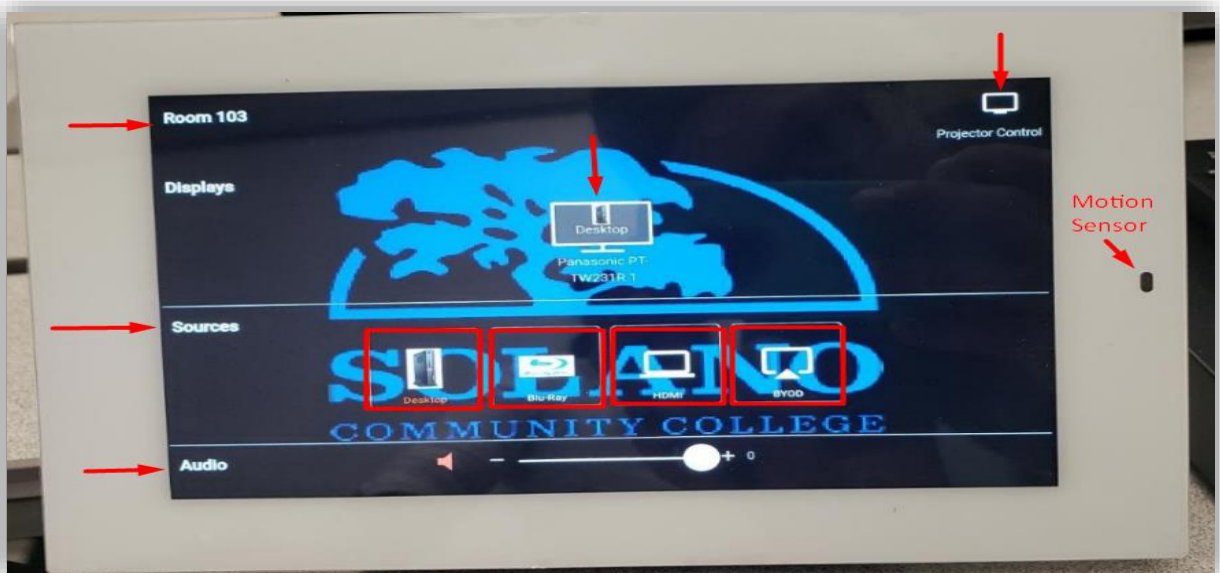 Room 103
Projector Control
Displays
Desktop
Panasonic PT-
TW231R 1
Motion
Sensor
Sources
SOLANO
Desktop
Blu-Ray
HDMI
BYOD
COMMUNITY COLLEGE
Audio
- + 0